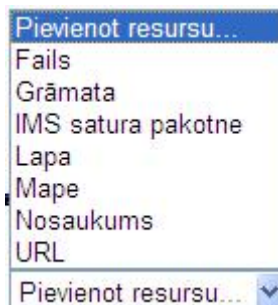 Pievienot resursu...
Fails
Grāmata
IMS satura pakotne
Lapa
Mape
Nosaukums
URL
Pievienot resursu...